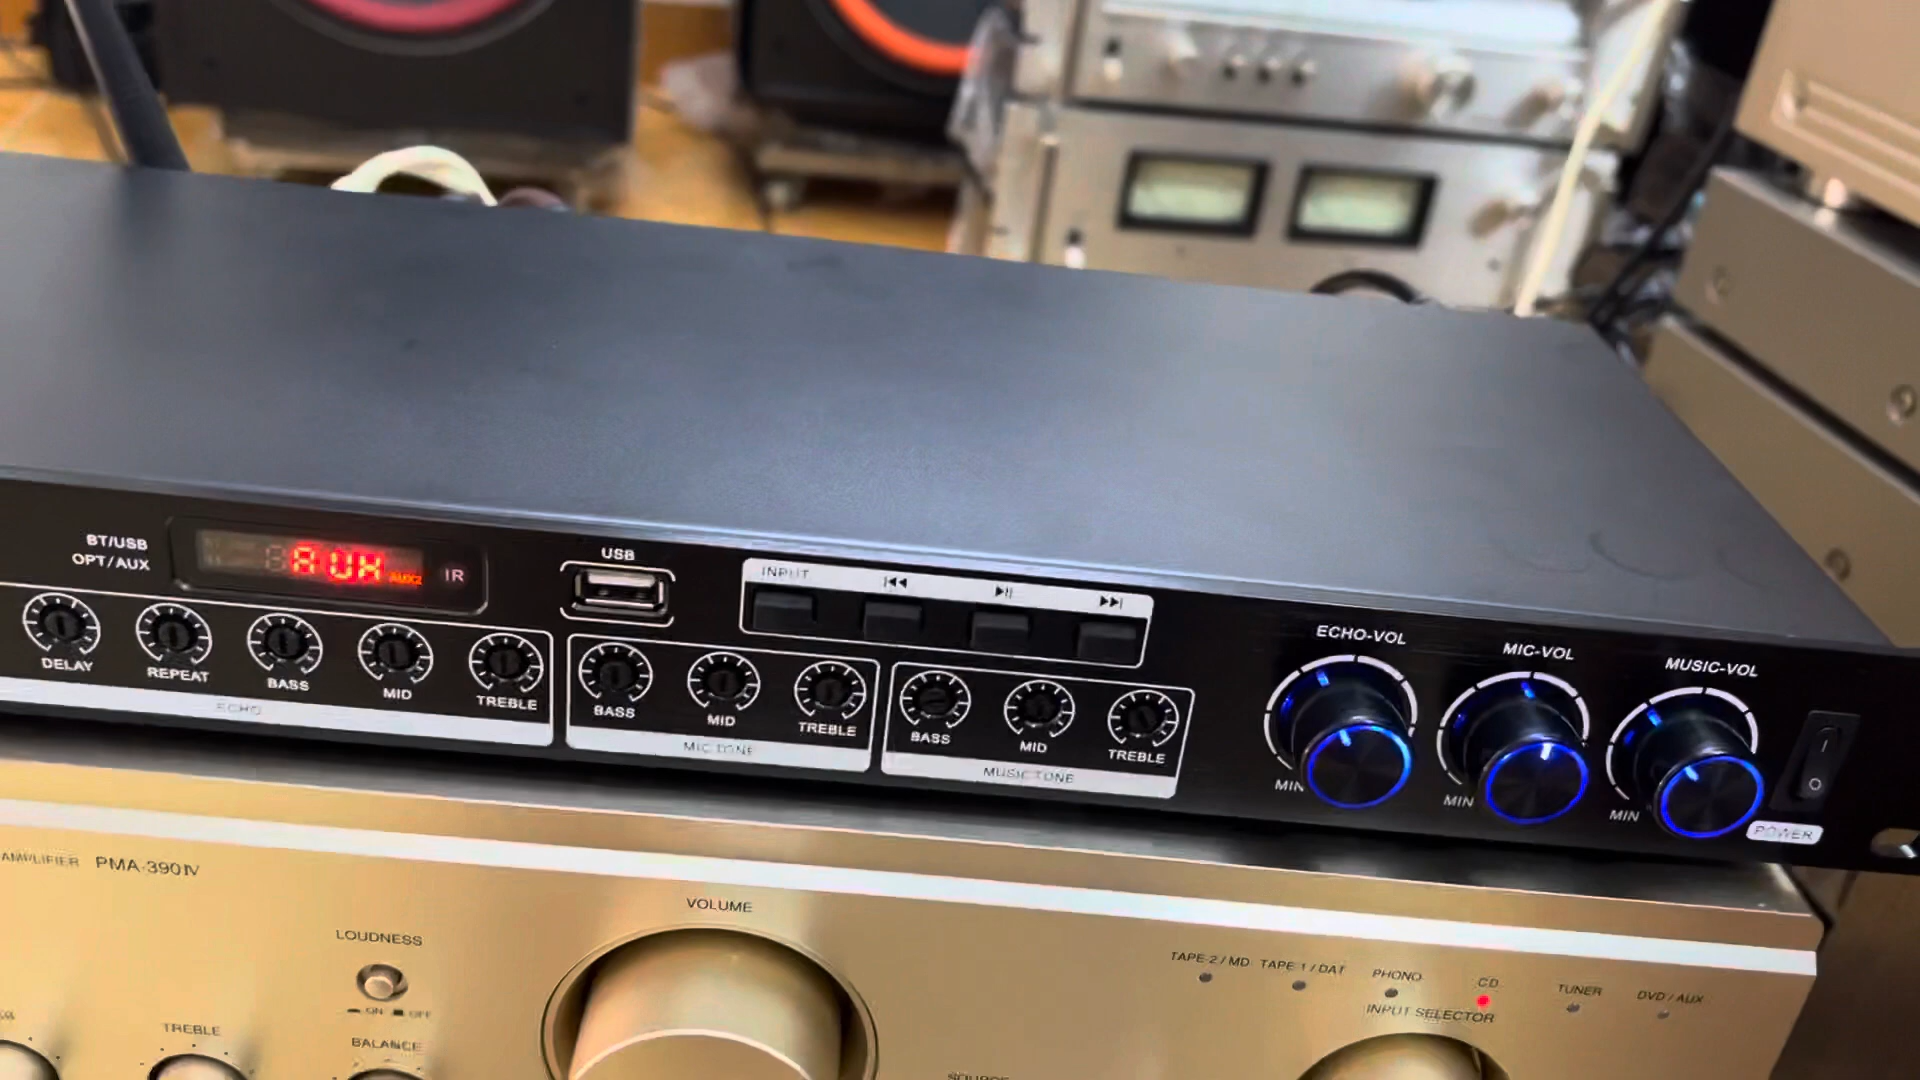 BT/USB
OPT/AUX
AUX
AUX2
IR
USB
INPUT
DELAY
REPEAT
BASS
MID
TREBLE
ECHO
BASS
MID
TREBLE
MIC TONE
BASS
MID
TREBLE
MUSIC TONE
ECHO-VOL
MIN
MIC-VOL
MIN
MUSIC-VOL
MIN
I
O
POWER
AMPLIFIER PMA-390IV
LOUDNESS
ON OFF
TREBLE
BALANCE
VOLUME
TAPE-2 / MD
TAPE-1 / DAT
PHONO
CD
TUNER
DVD / AUX
INPUT SELECTOR